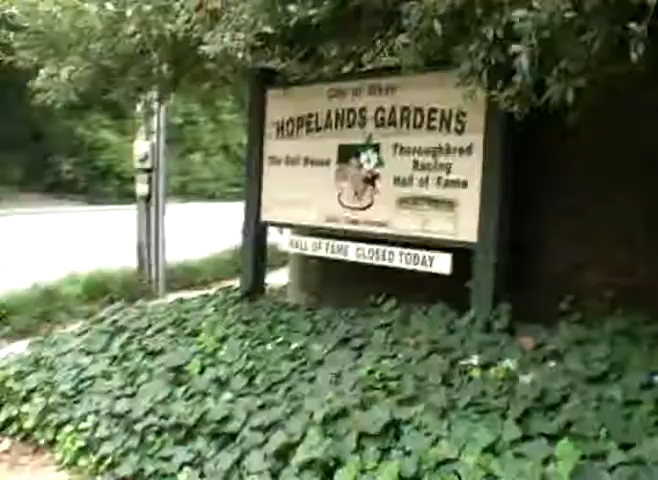 City of Aiken
HOPELANDS GARDENS
The Doll House
Thoroughbred
Racing
Hall of Fame
HALL OF FAME CLOSED TODAY